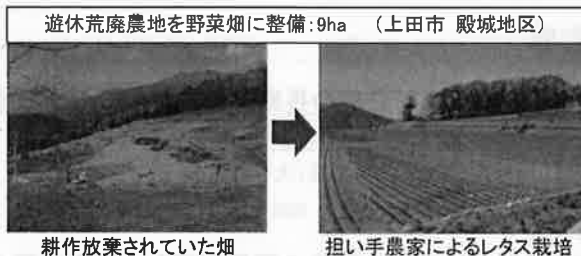 遊休荒廃農地を野菜畑に整備:9ha （上田市 殿城地区）
耕作放棄されていた畑
担い手農家によるレタス栽培